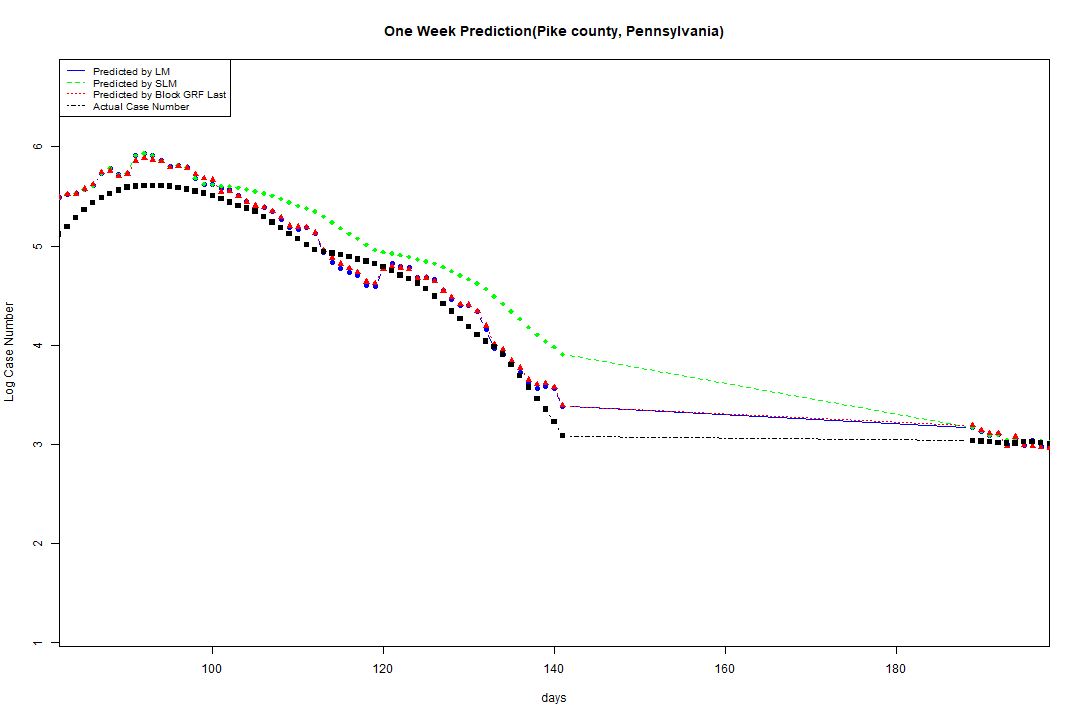 One Week Prediction(Pike county, Pennsylvania)
Predicted by LM
Predicted by SLM
Predicted by Block GRF Last
Actual Case Number
Log Case Number
6
5
4
3
2
1
100 120 140 160 180
days